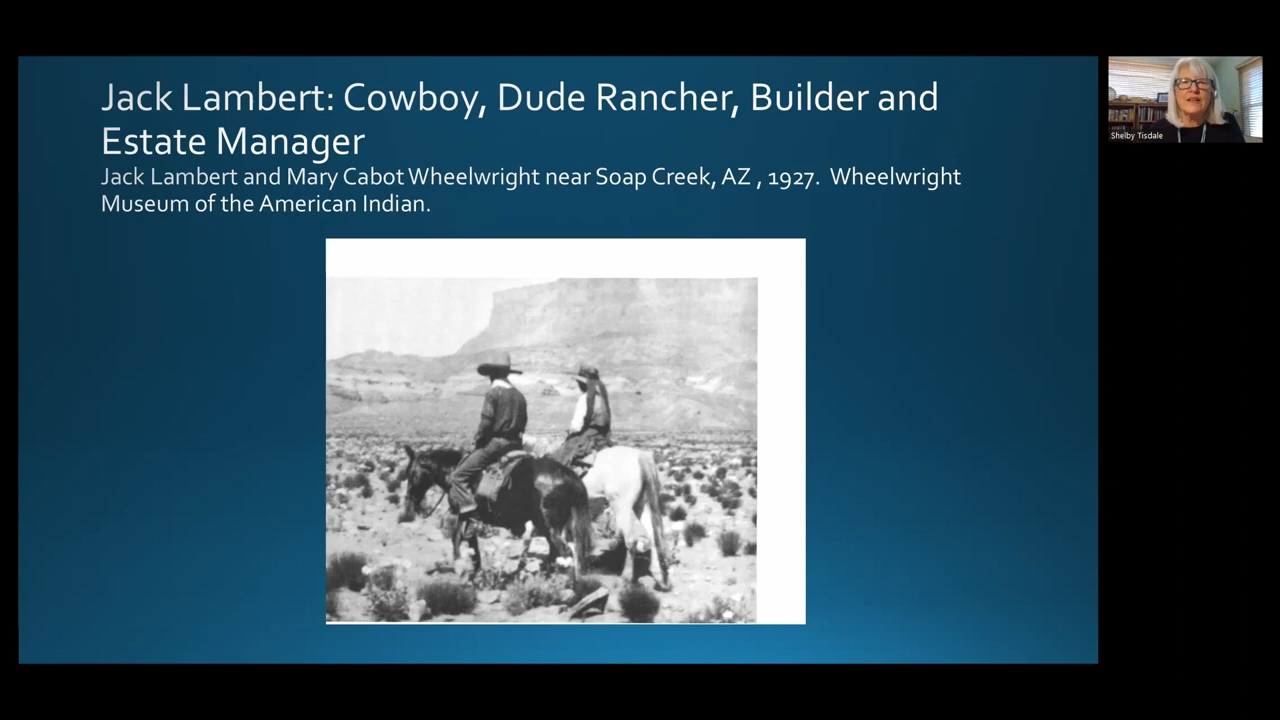 Jack Lambert: Cowboy, Dude Rancher, Builder and
Estate Manager
Jack Lambert and Mary Cabot Wheelwright near Soap Creek, AZ , 1927.  Wheelwright
Museum of the American Indian.
Shelby Tisdale